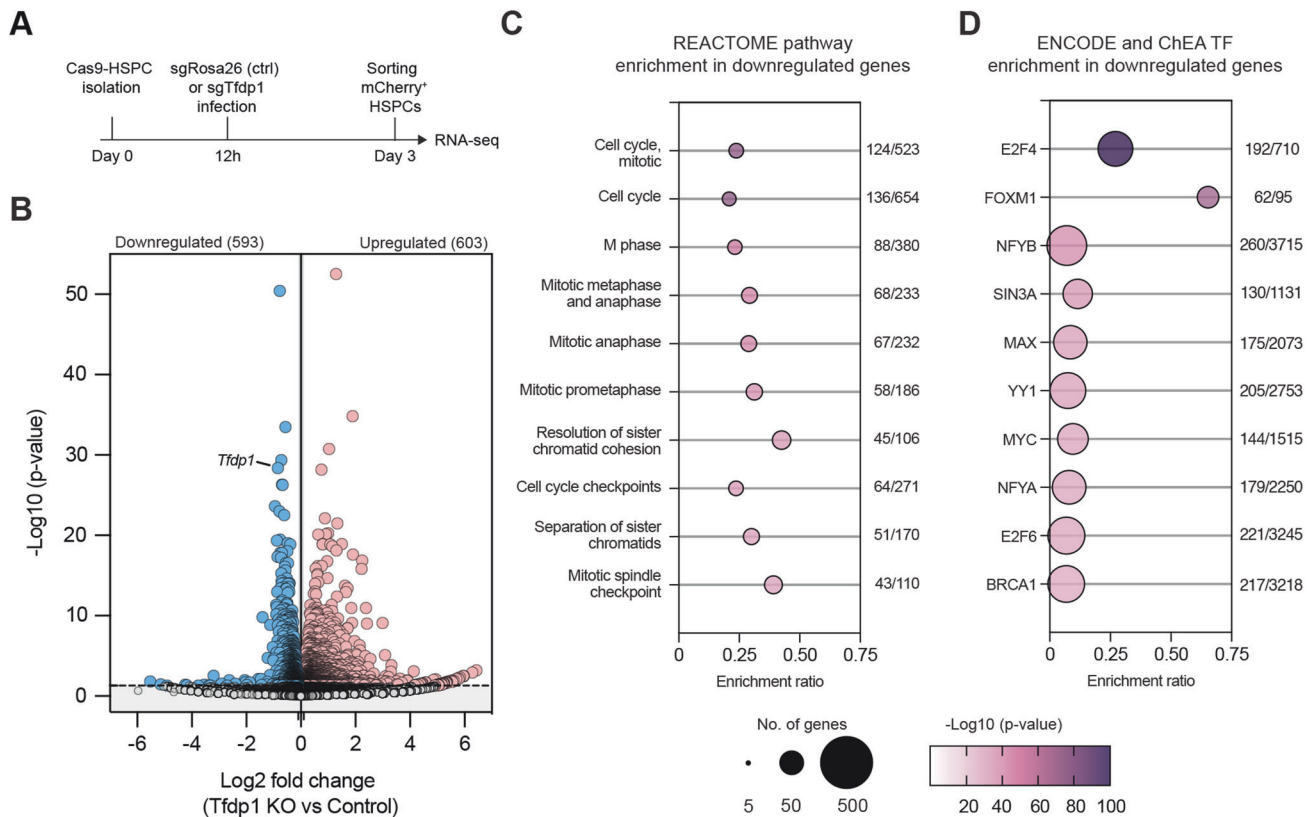 A
Cas9-HSPC
isolation
sgRosa26 (ctrl)
or sgTfdp1
infection
Sorting
mCherry+
HSPCs
RNA-seq
Day 0
12h
Day 3
B
Downregulated (593)
Upregulated (603)
50
40
30
20
10
0
-Log10 (p-value)
Tfdp1
-6
-4
-2
0
2
4
6
Log2 fold change
(Tfdp1 KO vs Control)
C
REACTOME pathway
enrichment in downregulated genes
Cell cycle,
mitotic
124/523
Cell cycle
136/654
M phase
88/380
Mitotic metaphase
and anaphase
68/233
Mitotic anaphase
67/232
Mitotic prometaphase
58/186
Resolution of sister
chromatid cohesion
45/106
Cell cycle checkpoints
64/271
Separation of sister
chromatids
51/170
Mitotic spindle
checkpoint
43/110
0
0.25
0.50
0.75
Enrichment ratio
D
ENCODE and ChEA TF
enrichment in downregulated genes
E2F4
192/710
FOXM1
62/95
NFYB
260/3715
SIN3A
130/1131
MAX
175/2073
YY1
205/2753
MYC
144/1515
NFYA
179/2250
E2F6
221/3245
BRCA1
217/3218
0
0.25
0.50
0.75
Enrichment ratio
No. of genes
5
50
500
-Log10 (p-value)
20
40
60
80
100